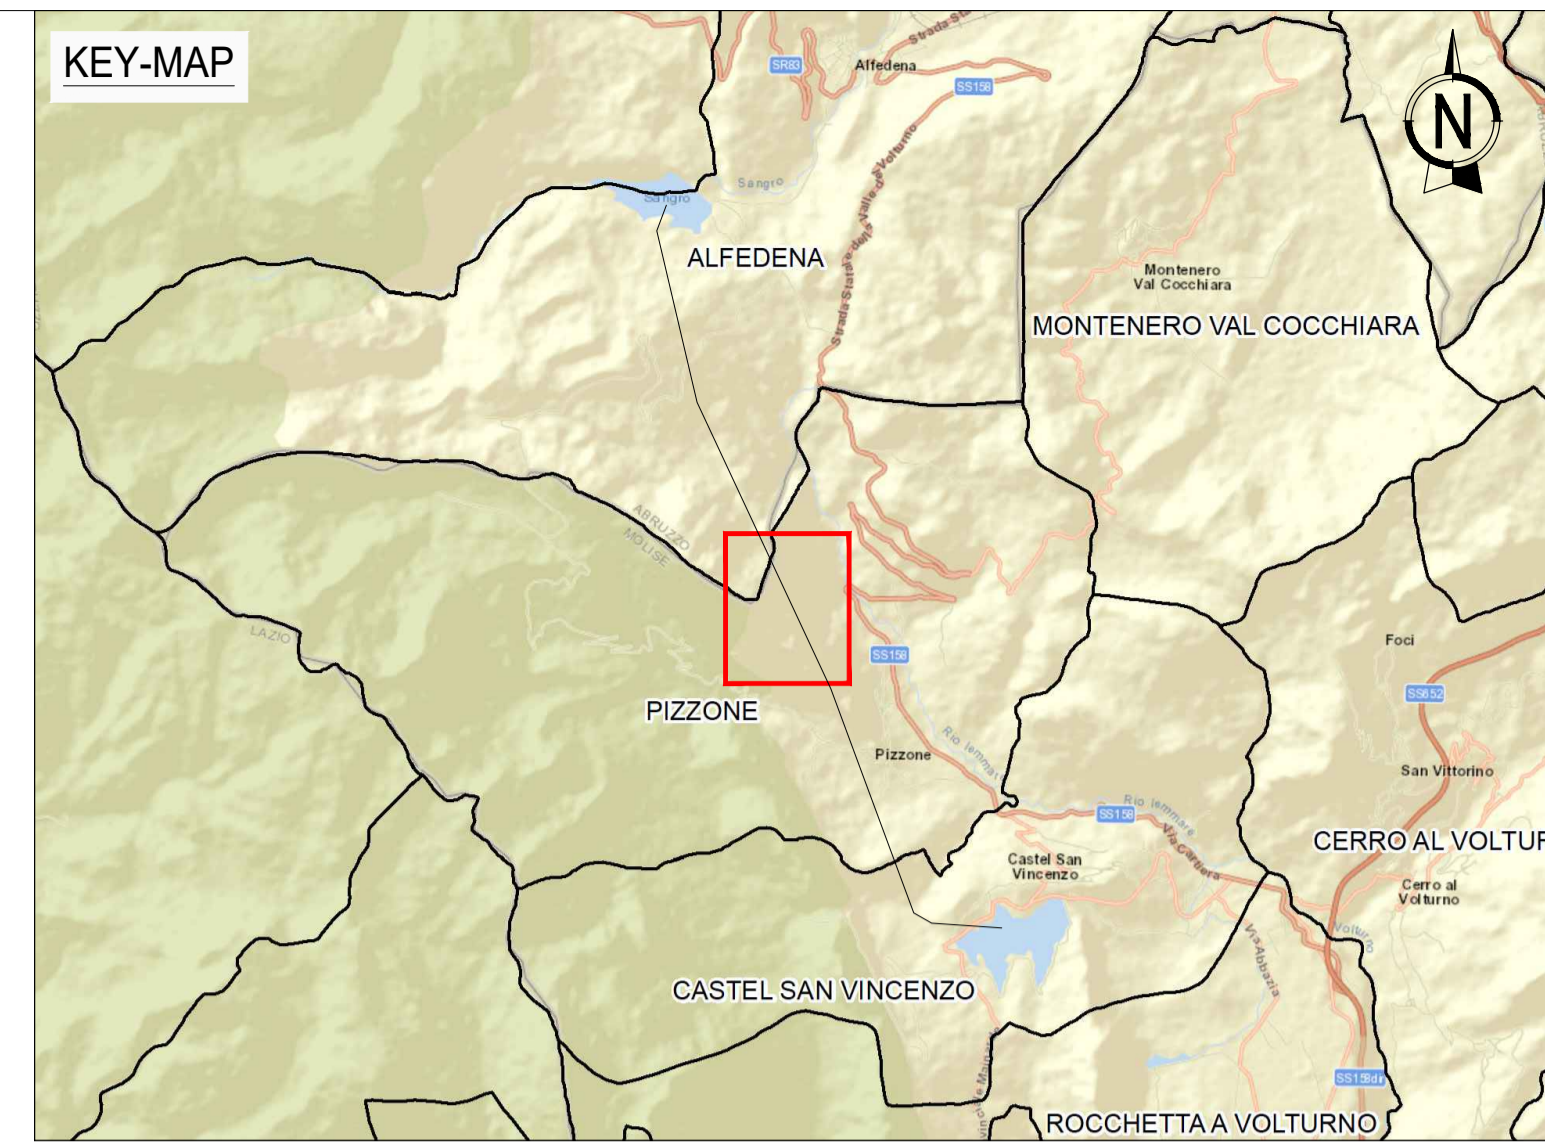 KEY-MAP
N
Strada Sta
SR83
Alfedena
SS158
Sangro
Sangro
Strada Statale della Valle del Volturno
ALFEDENA
Montenero
Val Cocchiara
MONTENERO VAL COCCHIARA
ABRUZZO
MOLISE
LAZIO
SS158
Foci
SS652
PIZZONE
Pizzone
Rio Iemmare
San Vittorino
SS158
Rio Iemmare
Via Cartiera
CERRO AL VOLTUR
Castel San
Vincenzo
Cerro al
Volturno
Volturno
Via Abbazia
CASTEL SAN VINCENZO
SS158dir
ROCCHETTA A VOLTURNO